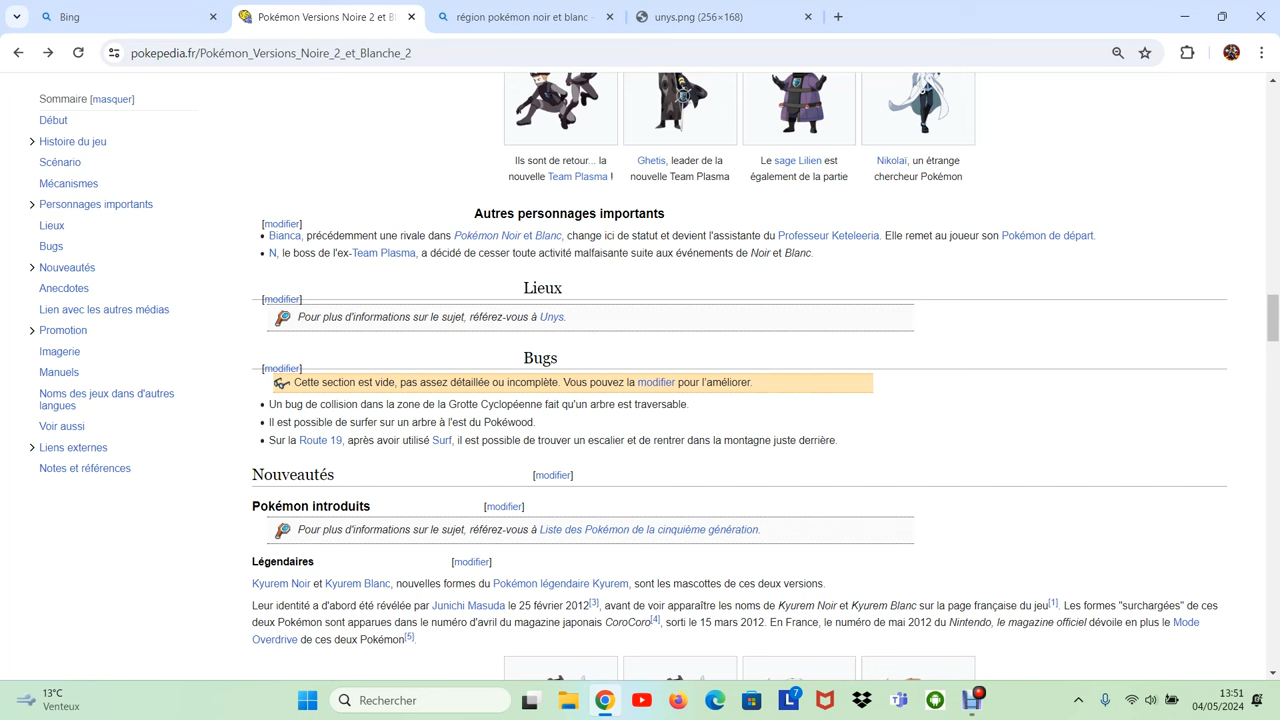 Bing
Pokémon Versions Noire 2 et Bl
région pokémon noir et blanc -
unys.png (256×168)
pokepedia.fr/Pokémon_Versions_Noire_2_et_Blanche_2
Sommaire [masquer]
Début
Histoire du jeu
Scénario
Mécanismes
Personnages importants
Lieux
Bugs
Nouveautés
Anecdotes
Lien avec les autres médias
Promotion
Imagerie
Manuels
Noms des jeux dans d'autres
langues
Voir aussi
Liens externes
Notes et références
Ils sont de retour... la
nouvelle Team Plasma !
Ghetis, leader de la
nouvelle Team Plasma
Le sage Lilien est
également de la partie
Nikolaï, un étrange
chercheur Pokémon
Autres personnages importants
[modifier]
Bianca, précédemment une rivale dans Pokémon Noir et Blanc, change ici de statut et devient l'assistante du Professeur Keteleeria. Elle remet au joueur son Pokémon de départ.
N, le boss de l'ex-Team Plasma, a décidé de cesser toute activité malfaisante suite aux événements de Noir et Blanc.
Lieux
[modifier]
Pour plus d'informations sur le sujet, référez-vous à Unys.
Bugs
[modifier]
Cette section est vide, pas assez détaillée ou incomplète. Vous pouvez la modifier pour l'améliorer.
Un bug de collision dans la zone de la Grotte Cyclopéenne fait qu'un arbre est traversable.
Il est possible de surfer sur un arbre à l'est du Pokéwood.
Sur la Route 19, après avoir utilisé Surf, il est possible de trouver un escalier et de rentrer dans la montagne juste derrière.
Nouveautés [modifier]
Pokémon introduits [modifier]
Pour plus d'informations sur le sujet, référez-vous à Liste des Pokémon de la cinquième génération.
Légendaires [modifier]
Kyurem Noir et Kyurem Blanc, nouvelles formes du Pokémon légendaire Kyurem, sont les mascottes de ces deux versions.
Leur identité a d'abord été révélée par Junichi Masuda le 25 février 2012[3], avant de voir apparaître les noms de Kyurem Noir et Kyurem Blanc sur la page française du jeu[1]. Les formes "surchargées" de ces
deux Pokémon sont apparues dans le numéro d'avril du magazine japonais CoroCoro[4], sorti le 15 mars 2012. En France, le numéro de mai 2012 du Nintendo, le magazine officiel dévoile en plus le Mode
Overdrive de ces deux Pokémon[5].
13°C
Venteux
Rechercher
L 7
13:51
04/05/2024